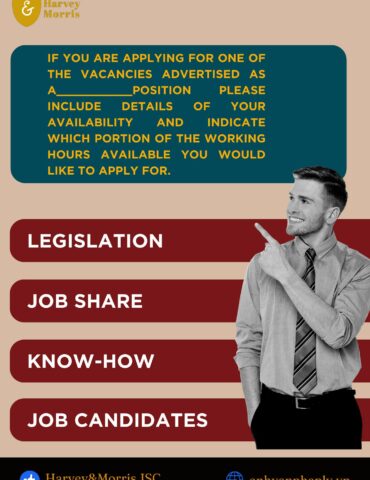 &
Harvey
Morris
IF YOU ARE APPLYING FOR ONE OF
THE VACANCIES ADVERTISED AS
A____________POSITION PLEASE
INCLUDE DETAILS OF YOUR
AVAILABILITY AND INDICATE
WHICH PORTION OF THE WORKING
HOURS AVAILABLE YOU WOULD
LIKE TO APPLY FOR.
LEGISLATION
JOB SHARE
KNOW-HOW
JOB CANDIDATES
Harvey&Morris JSC